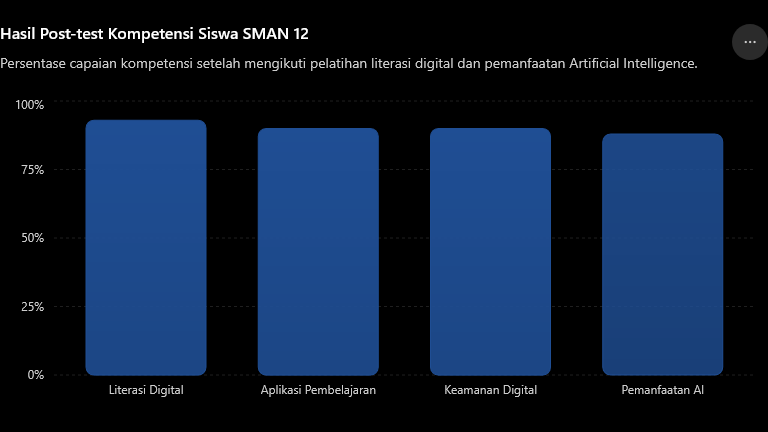 Hasil Post-test Kompetensi Siswa SMAN 12
Persentase capaian kompetensi setelah mengikuti pelatihan literasi digital dan pemanfaatan Artificial Intelligence.
100%
75%
50%
25%
0%
Literasi Digital
Aplikasi Pembelajaran
Keamanan Digital
Pemanfaatan AI